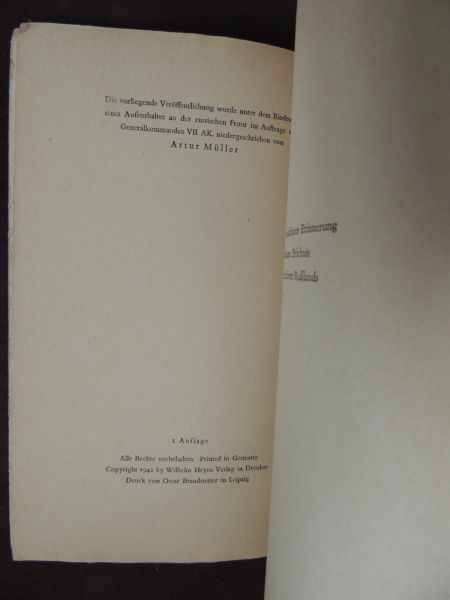 Die vorliegende Veröffentlichung wurde unter dem
eines Aufenthaltes an der russischen Front im Auftrage
Generalkommandos VII. AK. niedergeschrieben von
Artur Müller
1. Auflage
Alle Rechte vorbehalten. Printed in Germany
Copyright 1942 by Wilhelm Heyne Verlag in Dresden
Druck von Oscar Brandstetter in Leipzig
Erinnerung
Erlebnis
Rußlands